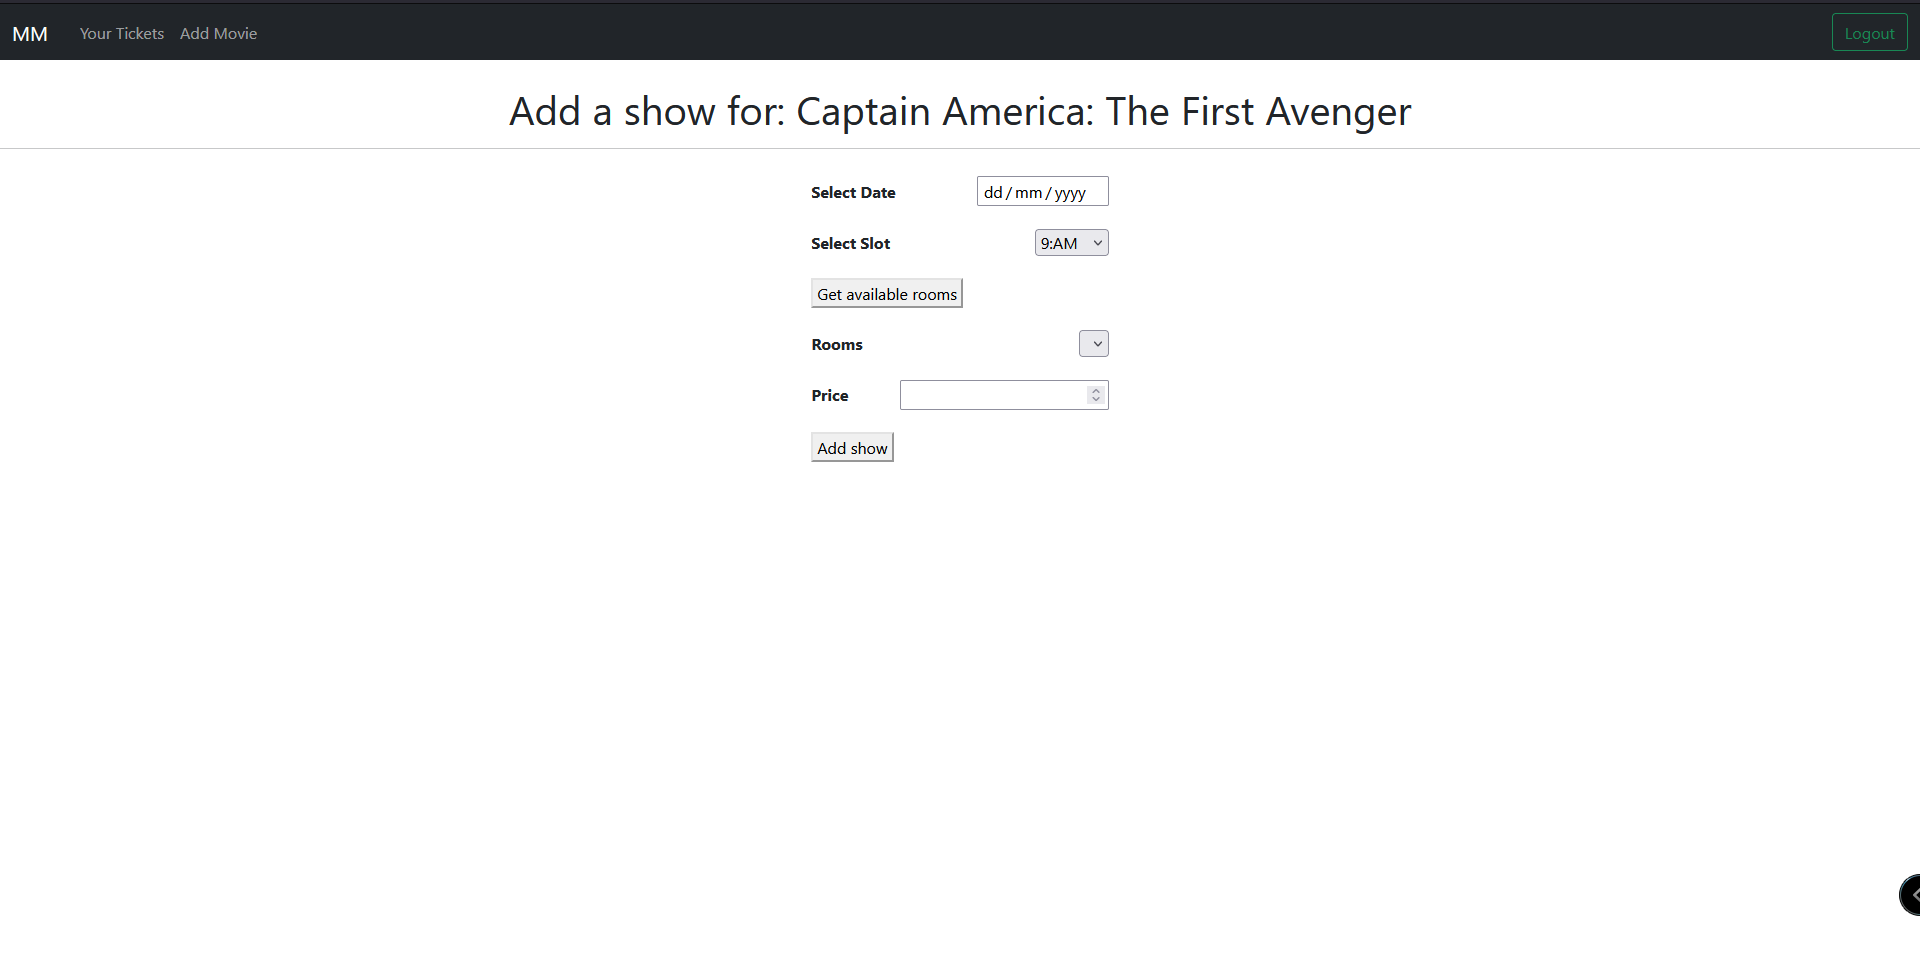 MM Your Tickets Add Movie Logout
Add a show for: Captain America: The First Avenger
Select Date dd/mm/yyyy
Select Slot 9:AM
Get available rooms
Rooms
Price
Add show